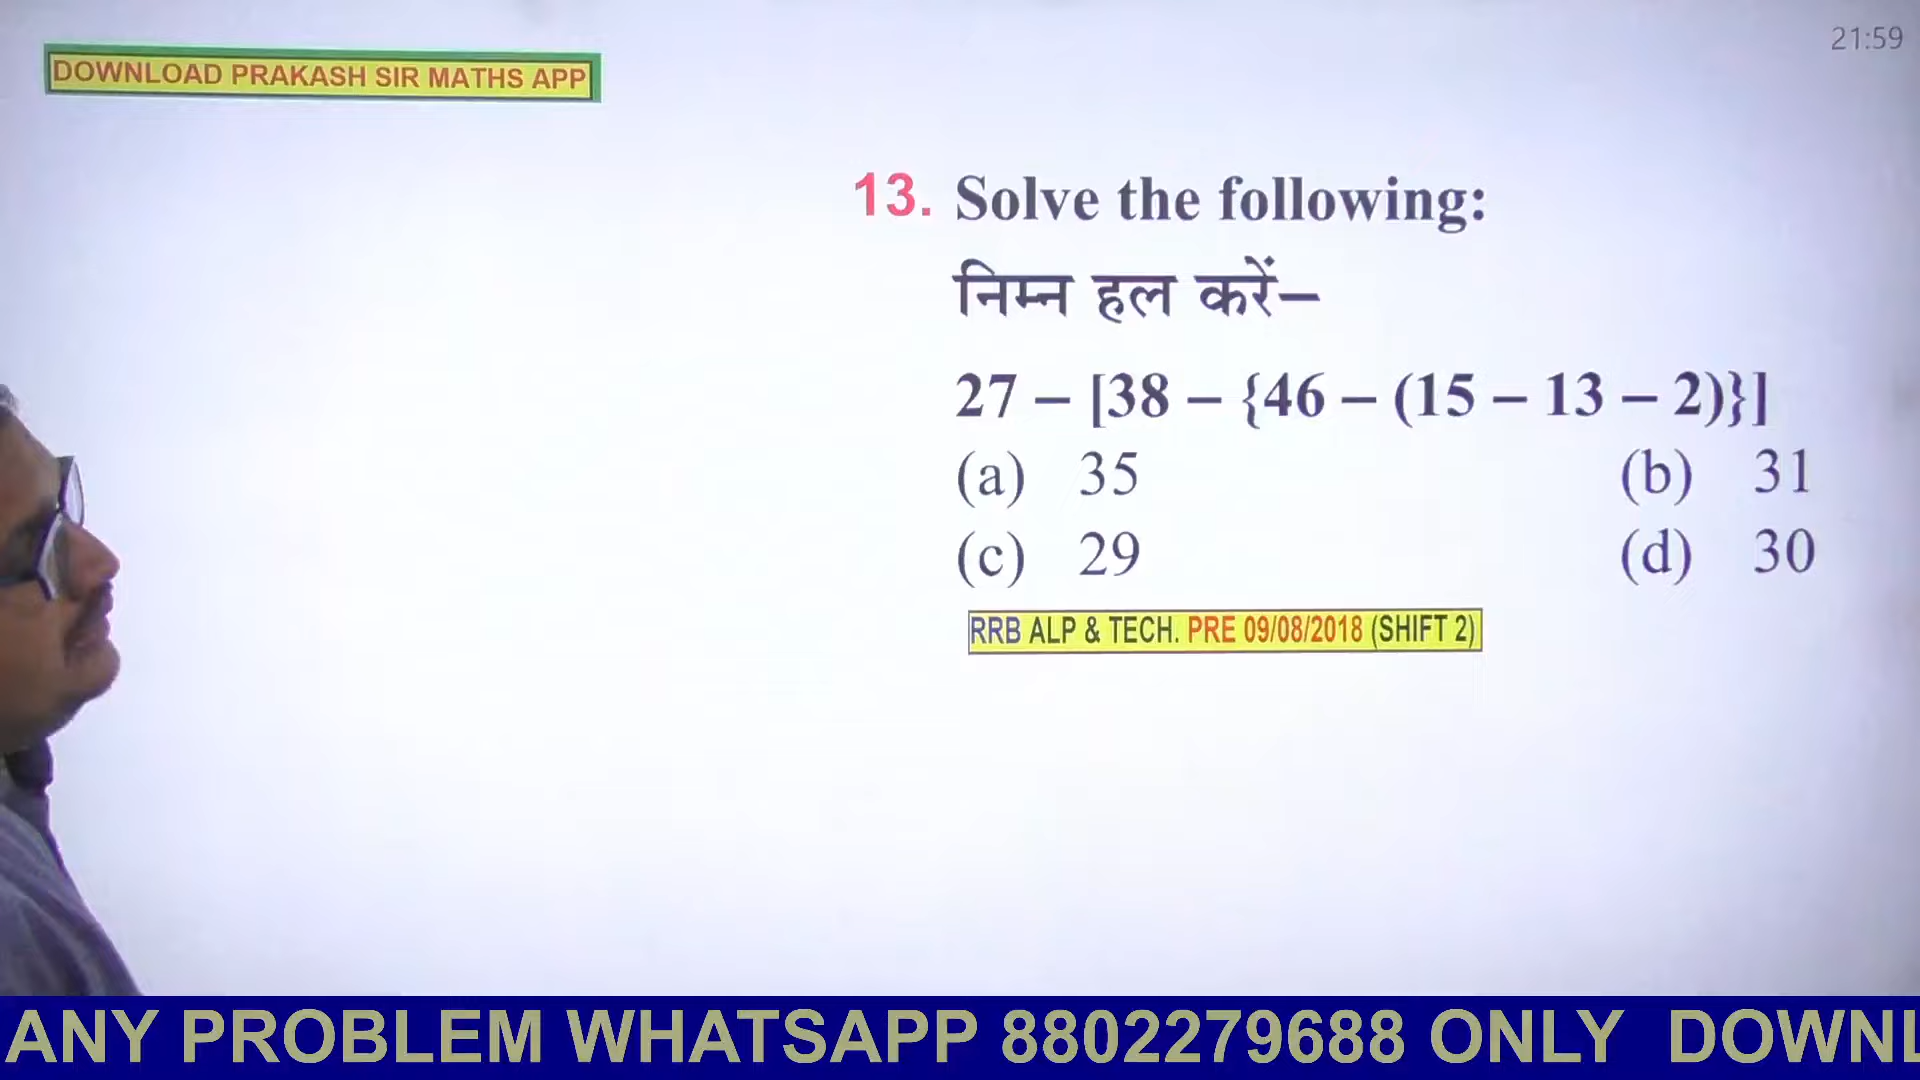 21:59
DOWNLOAD PRAKASH SIR MATHS APP
13. Solve the following:
निम्न हल करें–
27 – [38 – {46 – (15 – 13 – 2)}]
(a) 35 (b) 31
(c) 29 (d) 30
RRB ALP & TECH. PRE 09/08/2018 (SHIFT 2)
ANY PROBLEM WHATSAPP 8802279688 ONLY DOWNL